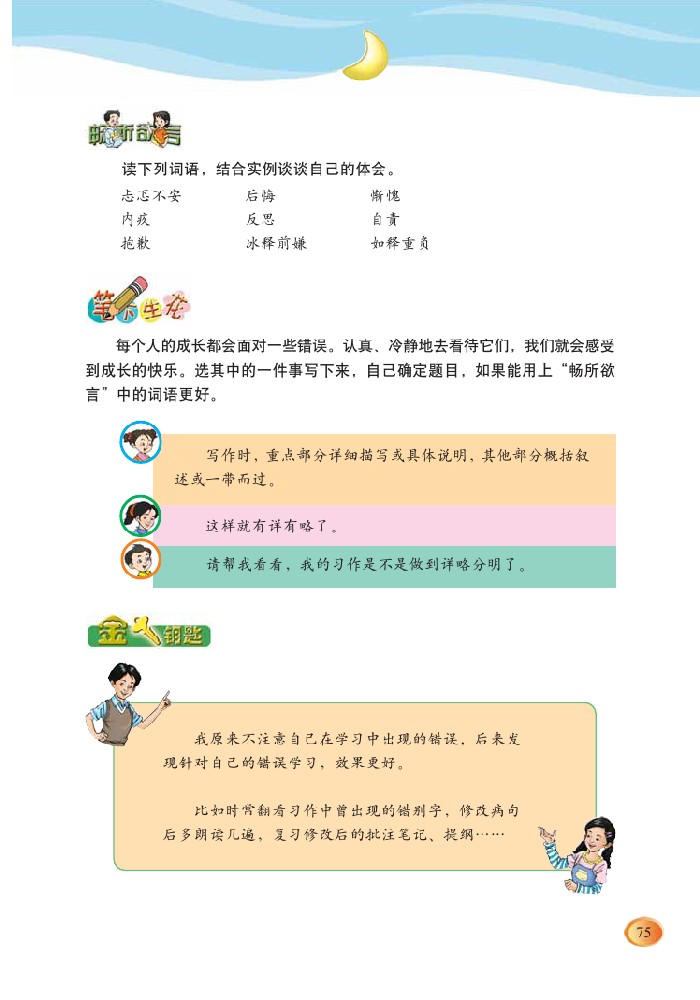 畅所欲言
读下列词语，结合实例谈谈自己的体会。
忐忑不安 后悔 惭愧
内疚 反思 自责
抱歉 冰释前嫌 如释重负
笔下生花
每个人的成长都会面对一些错误。认真、冷静地去看待它们，我们就会感受
到成长的快乐。选其中的一件事写下来，自己确定题目，如果能用上“畅所欲
言”中的词语更好。
写作时，重点部分详细描写或具体说明，其他部分概括叙
述或一带而过。
这样就有详有略了。
请帮我看看，我的习作是不是做到详略分明了。
金钥匙
我原来不注意自己在学习中出现的错误，后来发
现针对自己的错误学习，效果更好。
比如时常翻看习作中曾出现的错别字，修改病句
后多朗读几遍，复习修改后的批注笔记、提纲……
75